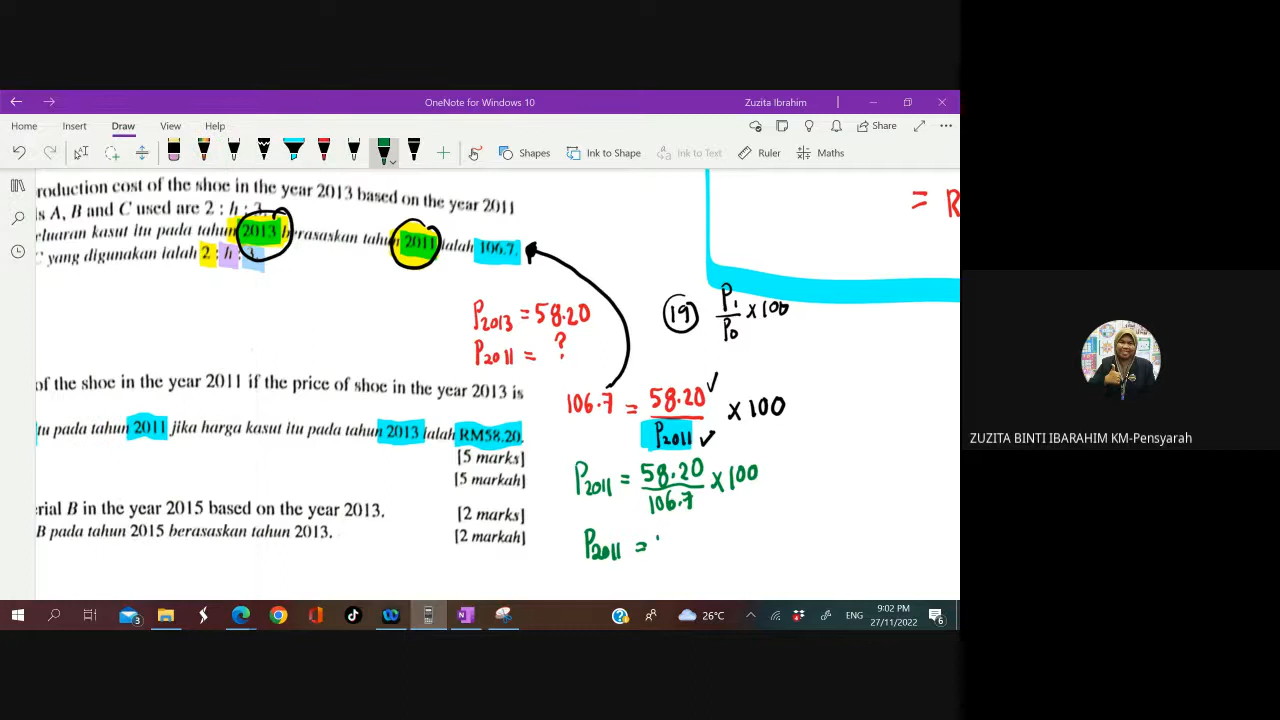 OneNote for Windows 10
Zuzita Ibrahim
Home Insert Draw View Help
Share
Shapes Ink to Shape Ink to Text Ruler Maths
roduction cost of the shoe in the year 2013 based on the year 2011
s A, B and C used are 2 : h : 3.
eluaran kasut itu pada tahun 2013 berasaskan tahun 2011 ialah 106.7.
C yang digunakan ialah 2 : h : 3.
= R
P2013 = 58.20
P2011 = ?
19 P1/P0 × 100
of the shoe in the year 2011 if the price of shoe in the year 2013 is
106.7 = 58.20/P2011 × 100
tu pada tahun 2011 jika harga kasut itu pada tahun 2013 ialah RM58.20.
[5 marks]
[5 markah]
P2011 = 58.20/106.7 × 100
erial B in the year 2015 based on the year 2013.
[2 marks]
B pada tahun 2015 berasaskan tahun 2013.
[2 markah]
P2011 =
ZUZITA BINTI IBARAHIM KM-Pensyarah
26°C
ENG
9:02 PM
27/11/2022
3
6